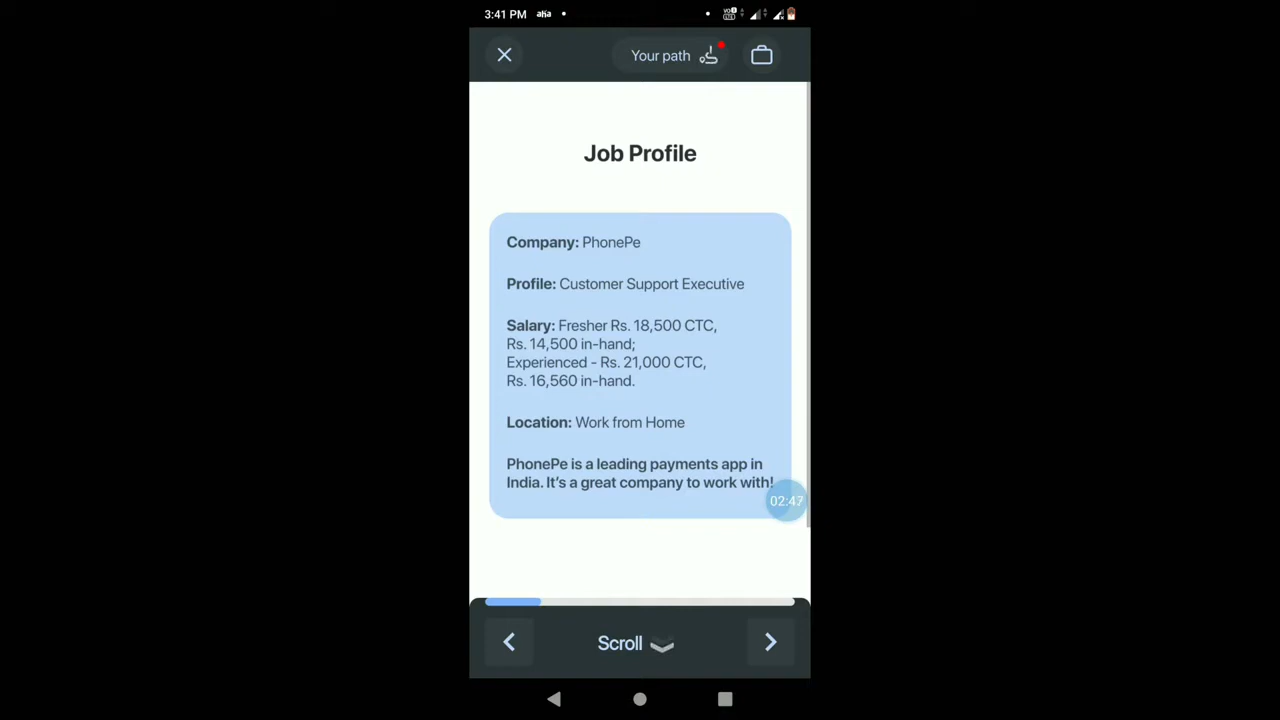 3:41 PM aha
Your path
Job Profile
Company: PhonePe
Profile: Customer Support Executive
Salary: Fresher Rs. 18,500 CTC,
Rs. 14,500 in-hand;
Experienced - Rs. 21,000 CTC,
Rs. 16,560 in-hand.
Location: Work from Home
PhonePe is a leading payments app in
India. It's a great company to work with!
02:47
Scroll